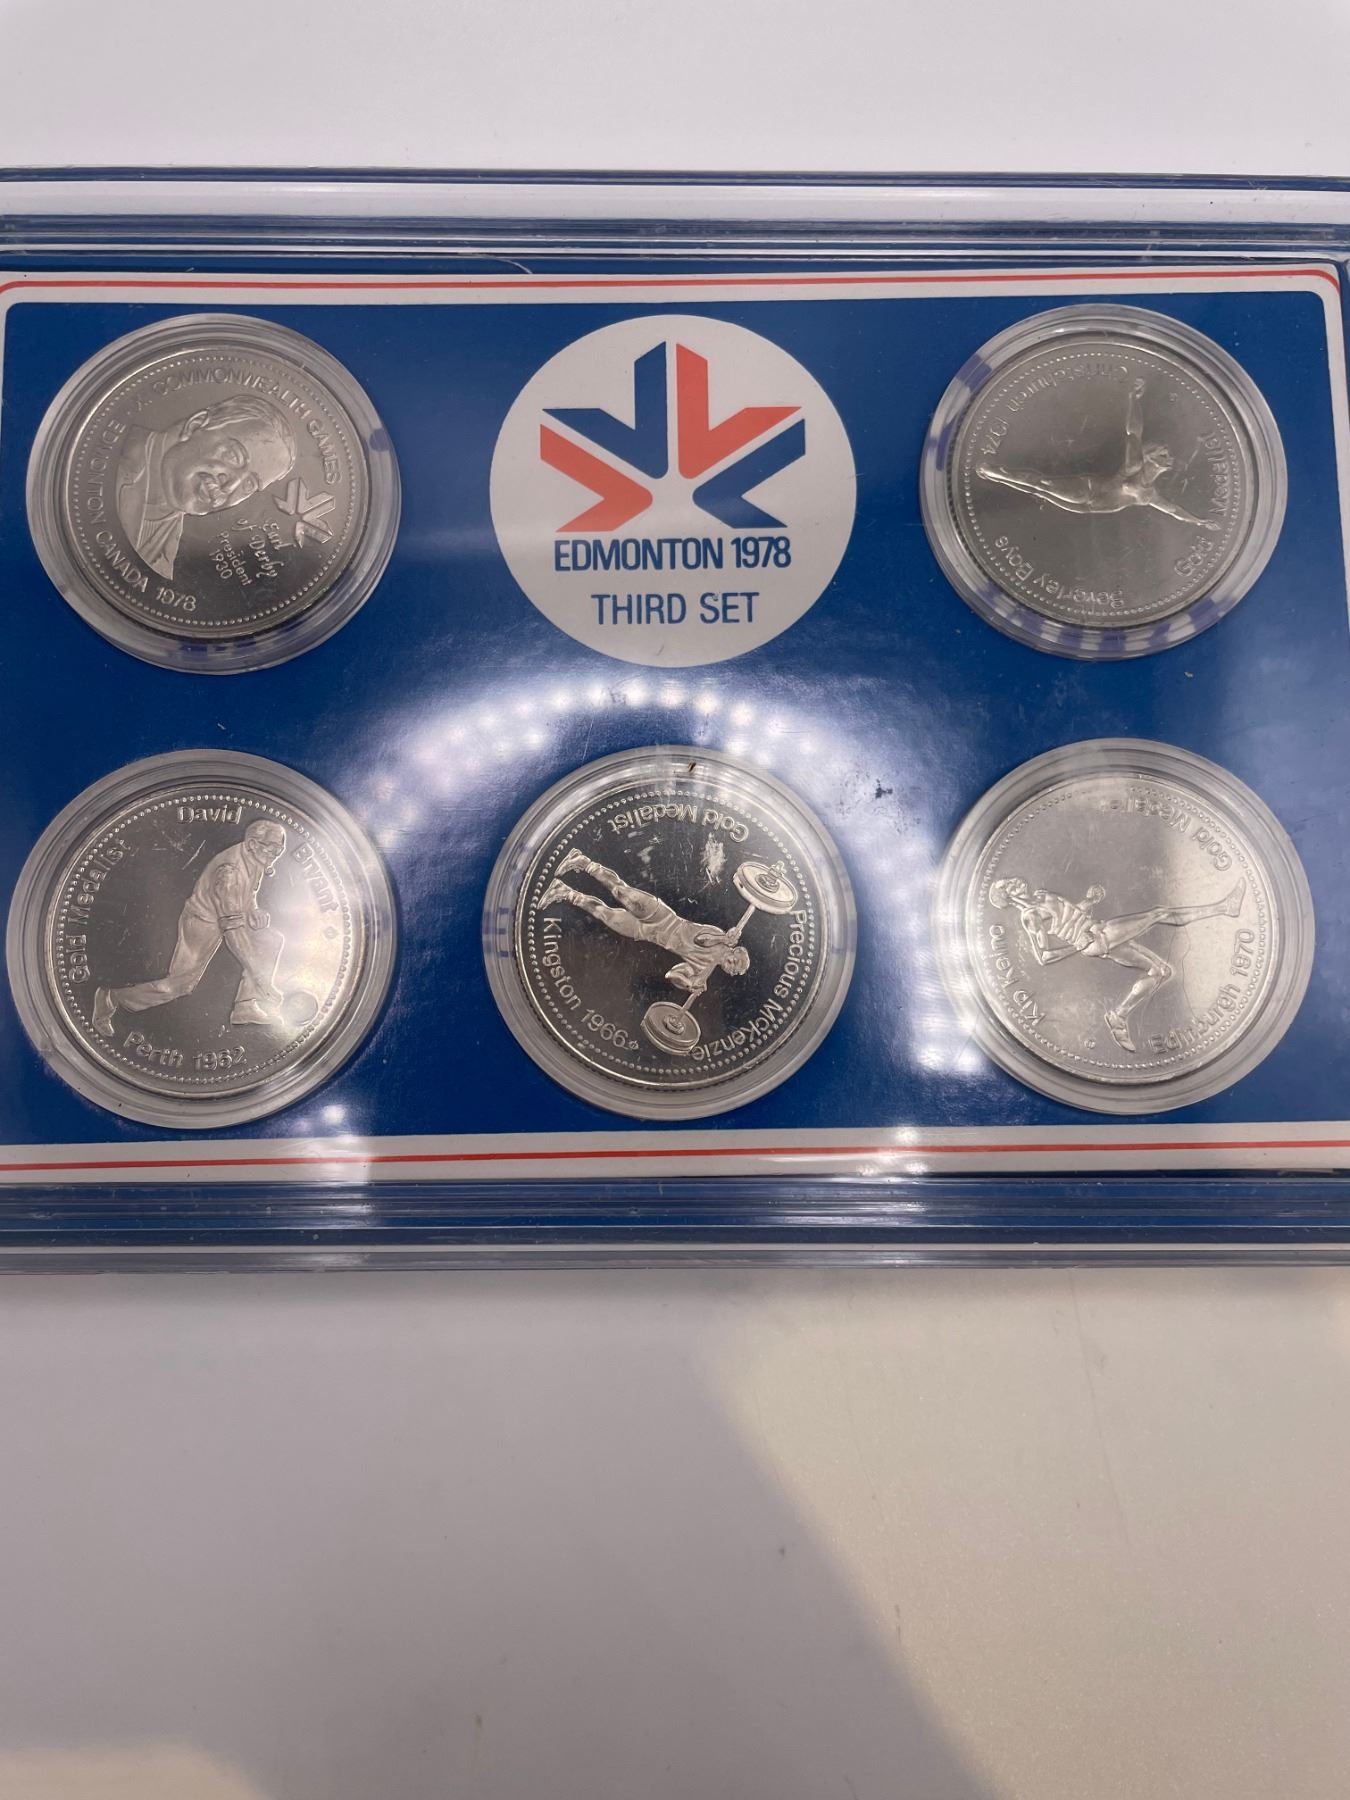 EDMONTON XI COMMONWEALTH GAMES
Earl
of Derby
President
1930
CANADA 1978
EDMONTON 1978
THIRD SET
Christchurch 1974
Beverley Boys
Gold Medalist
David Bryant
Gold Medalist
Perth 1962
Gold Medalist
Precious McKenzie
Kingston 1966
Gold Medalist
Kip Keino
Edinburgh 1970